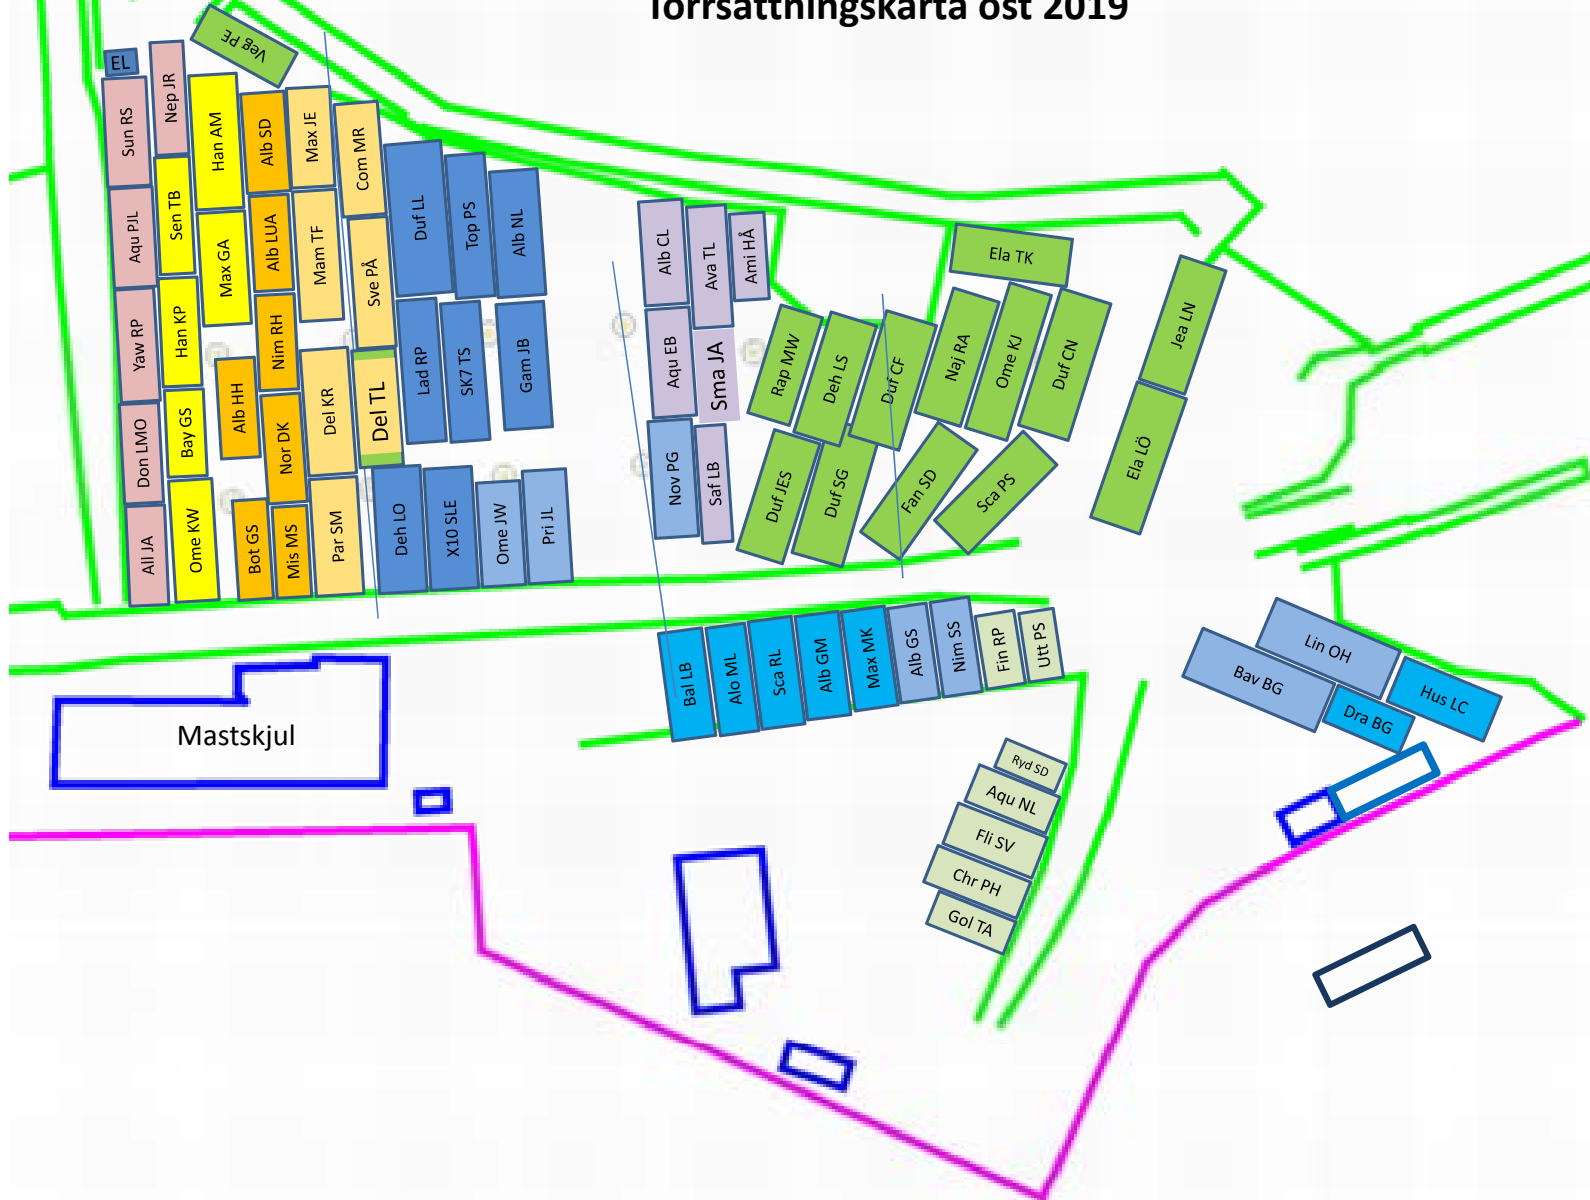 Torrsättningskarta öst 2019
Veg PE
EL
Nep JR
Sun RS
Han AM
Alb SD
Max JE
Com MR
Duf LL
Top PS
Alb NL
Aqu PJL
Sen TB
Max GA
Alb LUA
Mam TF
Sve PÅ
Yaw RP
Han KP
Nim RH
Lad RP
SK7 TS
Gam JB
Don LMO
Bay GS
Alb HH
Nor DK
Del KR
Del TL
All JA
Ome KW
Bot GS
Mis MS
Par SM
Deh LO
X10 SLE
Ome JW
Pri JL
Alb CL
Ava TL
Ami HÅ
Aqu EB
Sma JA
Nov PG
Saf LB
Ela TK
Rap MW
Deh LS
Duf CF
Naj RA
Ome KJ
Duf CN
Jea LN
Duf JES
Duf SG
Fan SD
Sca PS
Ela LÖ
Bal LB
Alo ML
Sca RL
Alb GM
Max MK
Alb GS
Nim SS
Fin RP
Utt PS
Lin OH
Bav BG
Hus LC
Dra BG
Mastskjul
Ryd SD
Aqu NL
Fli SV
Chr PH
Gol TA